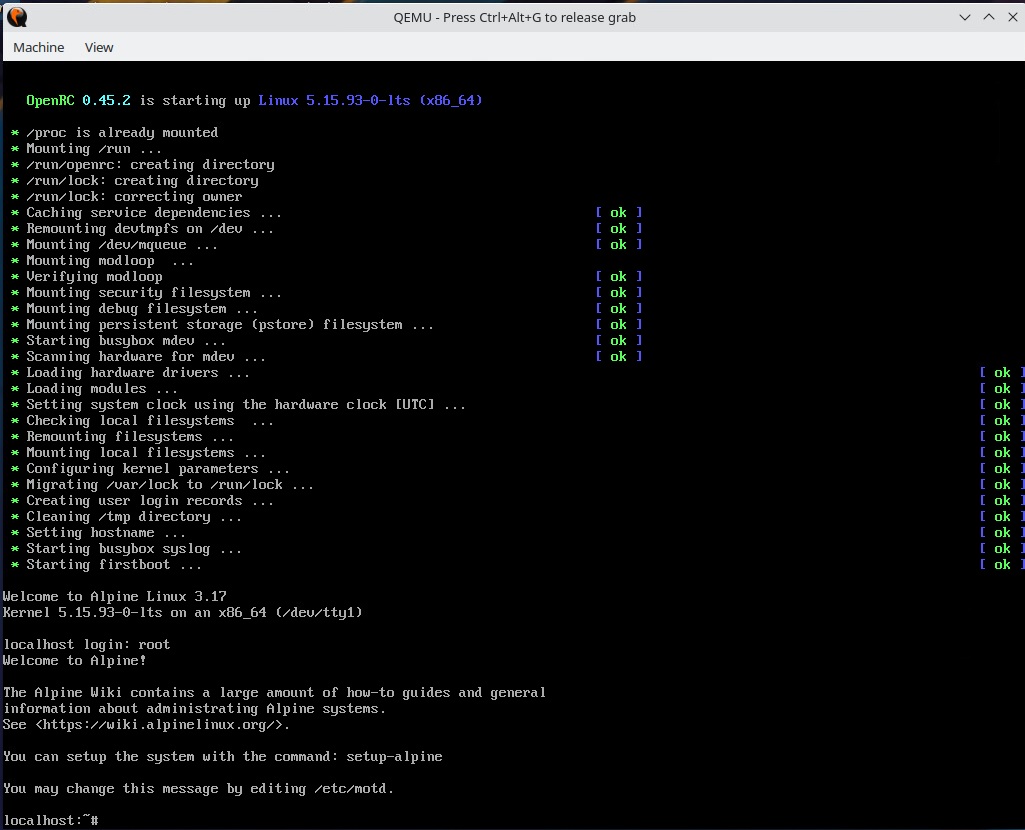 QEMU - Press Ctrl+Alt+G to release grab
Machine View
OpenRC 0.45.2 is starting up Linux 5.15.93-0-lts (x86_64)
* /proc is already mounted
* Mounting /run ...
* /run/openrc: creating directory
* /run/lock: creating directory
* /run/lock: correcting owner
* Caching service dependencies ... [ ok ]
* Remounting devtmpfs on /dev ... [ ok ]
* Mounting /dev/mqueue ... [ ok ]
* Mounting modloop  ...
* Verifying modloop [ ok ]
* Mounting security filesystem ... [ ok ]
* Mounting debug filesystem ... [ ok ]
* Mounting persistent storage (pstore) filesystem ... [ ok ]
* Starting busybox mdev ... [ ok ]
* Scanning hardware for mdev ... [ ok ]
* Loading hardware drivers ... [ ok ]
* Loading modules ... [ ok ]
* Setting system clock using the hardware clock [UTC] ... [ ok ]
* Checking local filesystems  ... [ ok ]
* Remounting filesystems ... [ ok ]
* Mounting local filesystems ... [ ok ]
* Configuring kernel parameters ... [ ok ]
* Migrating /var/lock to /run/lock ... [ ok ]
* Creating user login records ... [ ok ]
* Cleaning /tmp directory ... [ ok ]
* Setting hostname ... [ ok ]
* Starting busybox syslog ... [ ok ]
* Starting firstboot ... [ ok ]
Welcome to Alpine Linux 3.17
Kernel 5.15.93-0-lts on an x86_64 (/dev/tty1)
localhost login: root
Welcome to Alpine!
The Alpine Wiki contains a large amount of how-to guides and general
information about administrating Alpine systems.
See <https://wiki.alpinelinux.org/>.
You can setup the system with the command: setup-alpine
You may change this message by editing /etc/motd.
localhost:~#